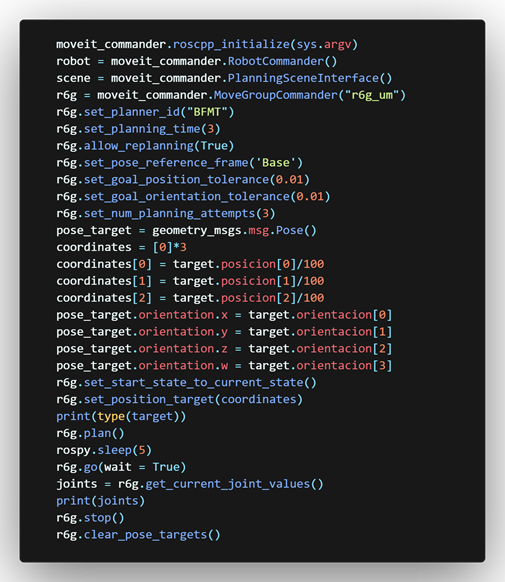 moveit_commander.roscpp_initialize(sys.argv)
robot = moveit_commander.RobotCommander()
scene = moveit_commander.PlanningSceneInterface()
r6g = moveit_commander.MoveGroupCommander("r6g_um")
r6g.set_planner_id("BFMT")
r6g.set_planning_time(3)
r6g.allow_replanning(True)
r6g.set_pose_reference_frame('Base')
r6g.set_goal_position_tolerance(0.01)
r6g.set_goal_orientation_tolerance(0.01)
r6g.set_num_planning_attempts(3)
pose_target = geometry_msgs.msg.Pose()
coordinates = [0]*3
coordinates[0] = target.posicion[0]/100
coordinates[1] = target.posicion[1]/100
coordinates[2] = target.posicion[2]/100
pose_target.orientation.x = target.orientacion[0]
pose_target.orientation.y = target.orientacion[1]
pose_target.orientation.z = target.orientacion[2]
pose_target.orientation.w = target.orientacion[3]
r6g.set_start_state_to_current_state()
r6g.set_position_target(coordinates)
print(type(target))
r6g.plan()
rospy.sleep(5)
r6g.go(wait = True)
joints = r6g.get_current_joint_values()
print(joints)
r6g.stop()
r6g.clear_pose_targets()